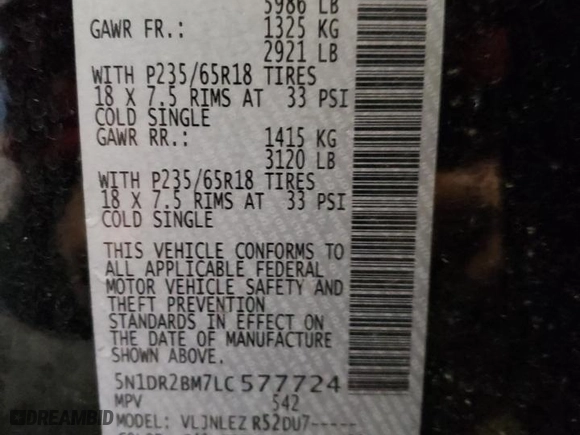 5986 LB
GAWR FR.: 1325 KG
2921 LB
WITH P235/65R18 TIRES
18 X 7.5 RIMS AT 33 PSI
COLD SINGLE
GAWR RR.: 1415 KG
3120 LB
WITH P235/65R18 TIRES
18 X 7.5 RIMS AT 33 PSI
COLD SINGLE
THIS VEHICLE CONFORMS TO
ALL APPLICABLE FEDERAL
MOTOR VEHICLE SAFETY AND
THEFT PREVENTION
STANDARDS IN EFFECT ON
THE DATE OF MANUFACTURE
SHOWN ABOVE.
5N1DR2BM7LC577724
MPV 542
MODEL: VLJNLEZ R52DU7-----
DREAMBID